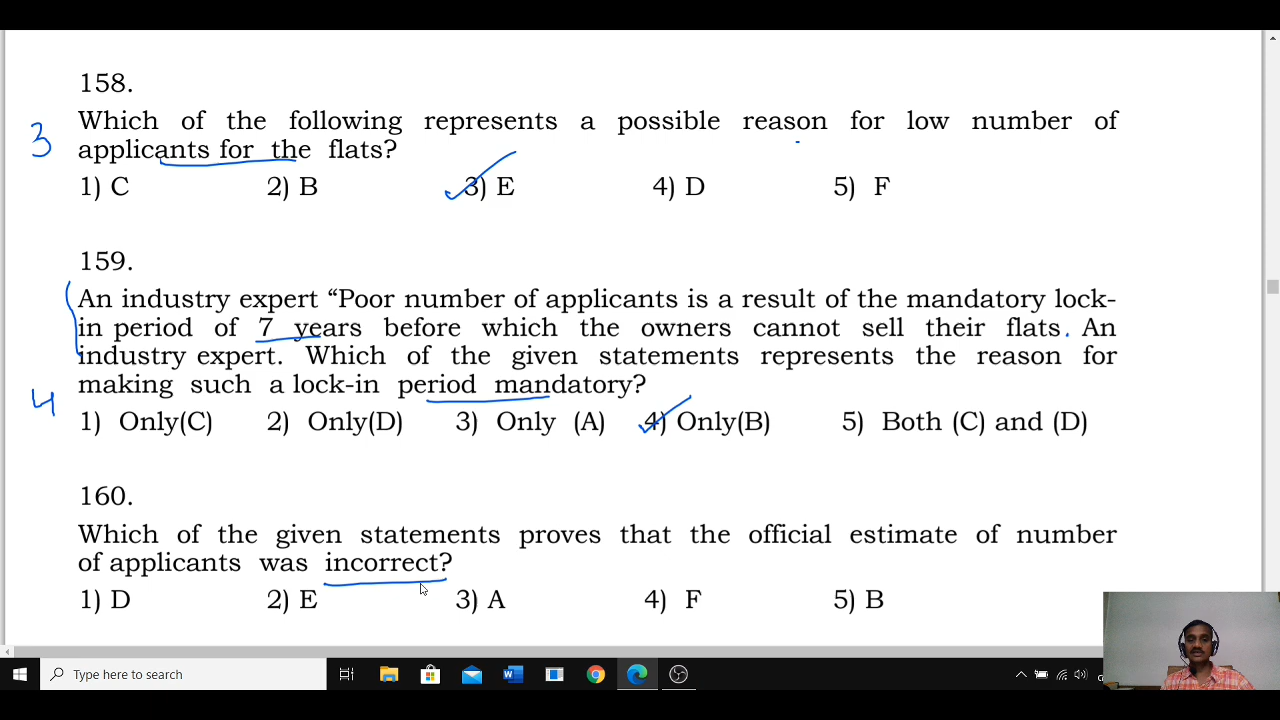 158.
3
Which of the following represents a possible reason for low number of
applicants for the flats?
1) C 2) B 3) E 4) D 5) F
159.
An industry expert “Poor number of applicants is a result of the mandatory lock-
in period of 7 years before which the owners cannot sell their flats. An
industry expert. Which of the given statements represents the reason for
making such a lock-in period mandatory?
4
1) Only(C) 2) Only(D) 3) Only (A) 4) Only(B) 5) Both (C) and (D)
160.
Which of the given statements proves that the official estimate of number
of applicants was incorrect?
1) D 2) E 3) A 4) F 5) B
Type here to search